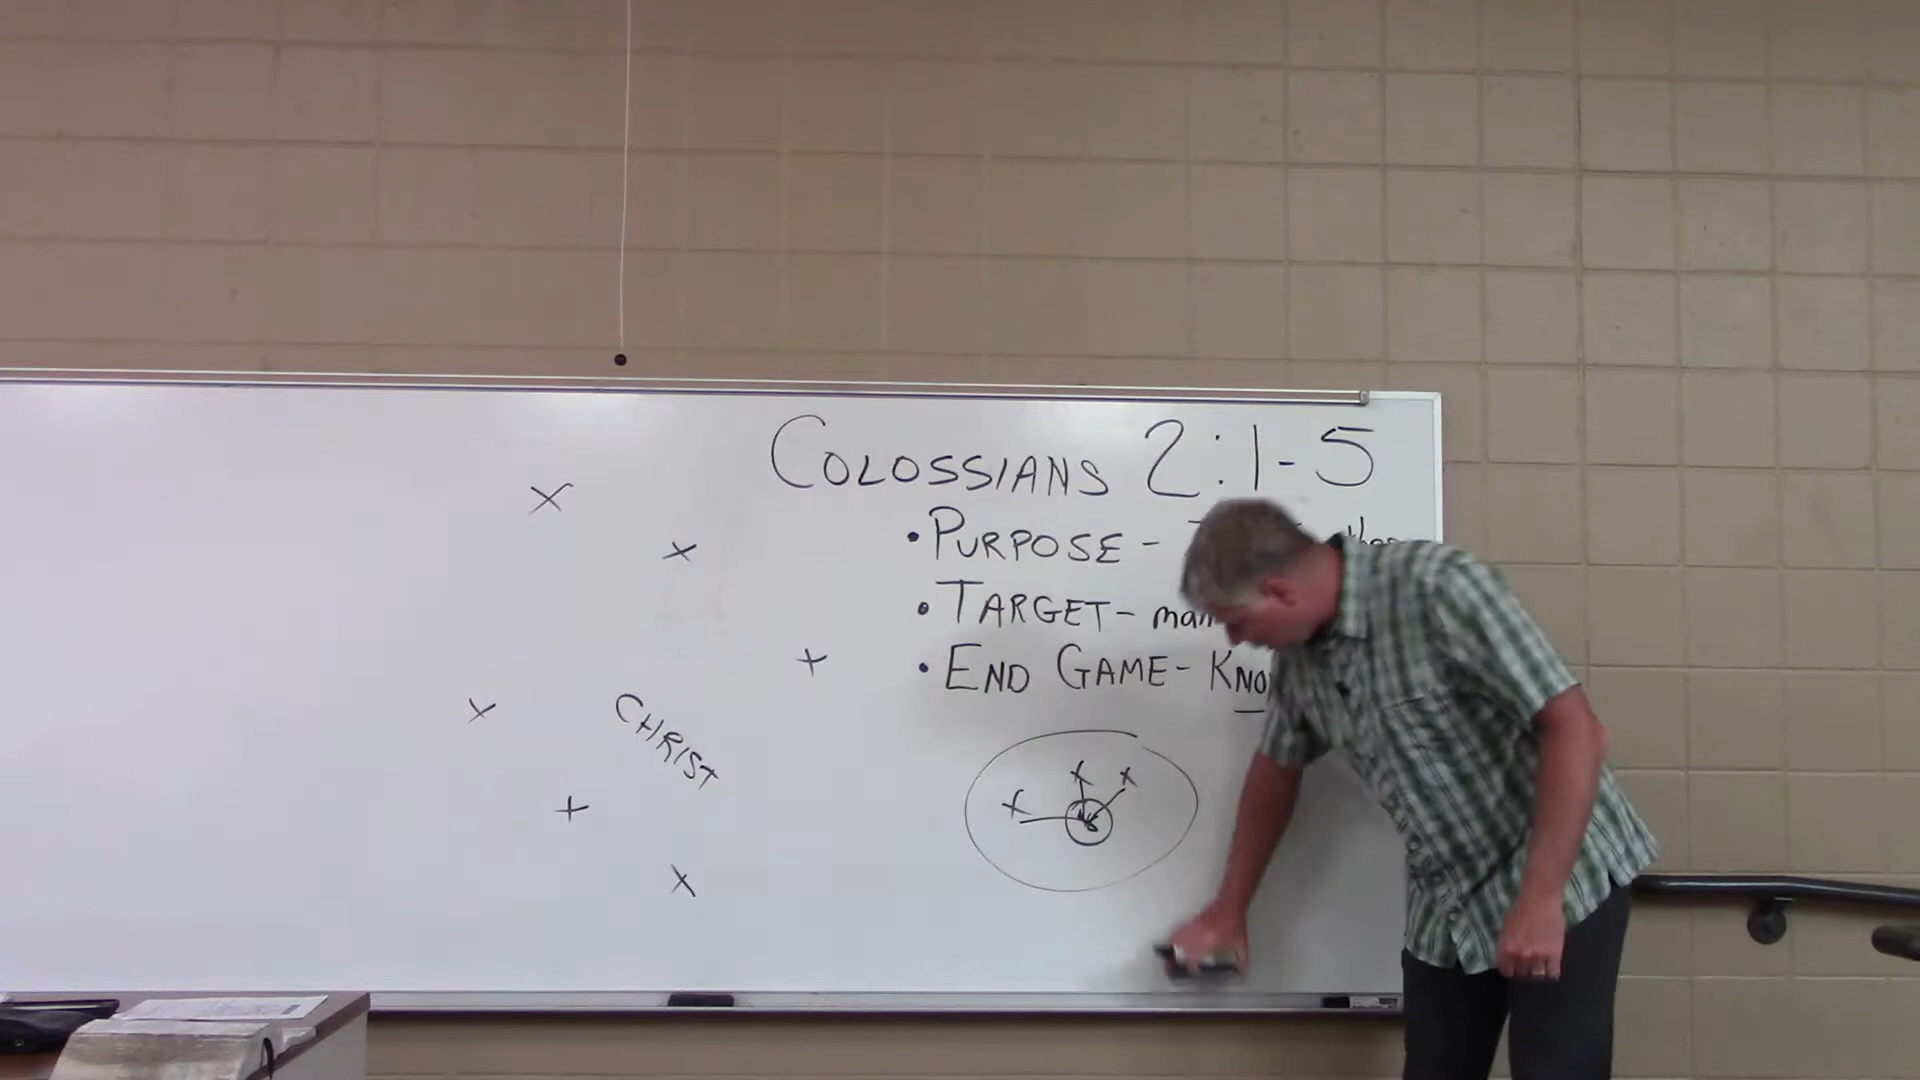 COLOSSIANS 2:1-5
• PURPOSE -
• TARGET -
• END GAME -
CHRIST